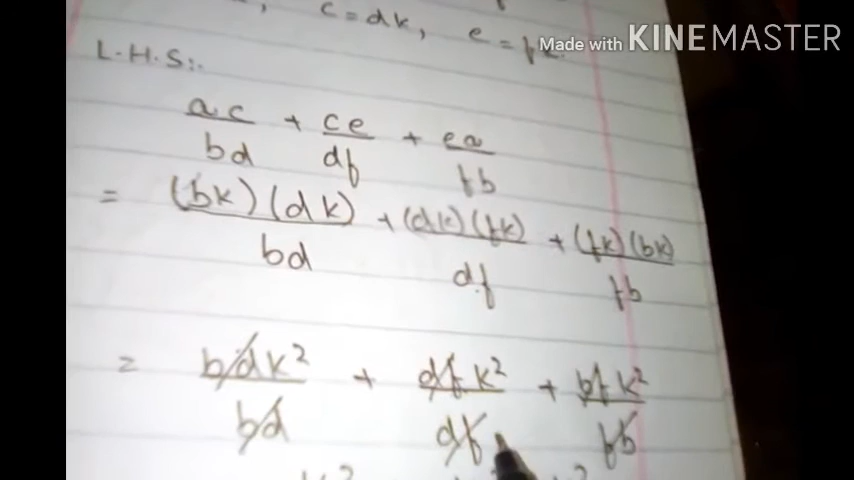 c = dk, e = fk
Made with KINEMASTER
L.H.S:-
ac/bd + ce/df + ea/fb
= (bk)(dk)/bd + (dk)(fk)/df + (fk)(bk)/fb
= bdk²/bd + dfk²/df + bfk²/fb